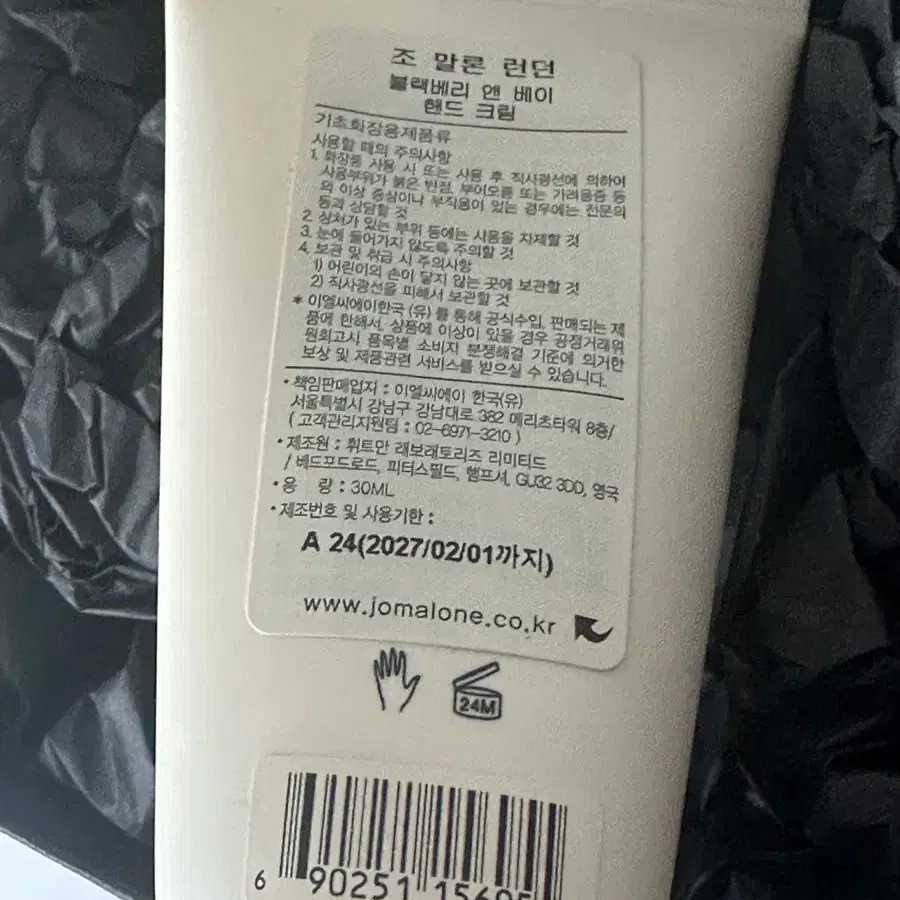 조 말론 런던
블랙베리 앤 베이
핸드 크림
기초화장용제품류
사용할 때의 주의사항
1. 화장품 사용 시 또는 사용 후 직사광선에 의하여
사용부위가 붉은 반점, 부어오름 또는 가려움증 등
의 이상 증상이나 부작용이 있는 경우에는 전문의
등과 상담할 것
2. 상처가 있는 부위 등에는 사용을 자제할 것
3. 눈에 들어가지 않도록 주의할 것
4. 보관 및 취급 시 주의사항
1) 어린이의 손이 닿지 않는 곳에 보관할 것
2) 직사광선을 피해서 보관할 것
* 이엘씨에이한국 (유) 를 통해 공식수입, 판매되는 제
품에 한해서, 상품에 이상이 있을 경우 공정거래위
원회고시 품목별 소비자 분쟁해결 기준에 의거한
보상 및 제품관련 서비스를 받으실 수 있습니다.
• 책임판매업자 : 이엘씨에이 한국(유)
서울특별시 강남구 강남대로 382 메리츠타워 8층/
( 고객관리지원팀 : 02-6971-3210 )
• 제조원 : 휘트만 래보래토리즈 리미티드
/ 베드포드로드, 피터스필드, 햄프셔, GU32 3DD, 영국
• 용 량 : 30ML
• 제조번호 및 사용기한 :
A 24(2027/02/01까지)
www.jomalone.co.kr
24M
6 90251